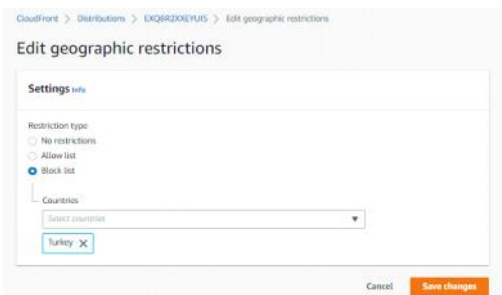 CloudFront > Distributions > EXQ6R2XXEYUI5 > Edit geographic restrictions
Edit geographic restrictions
Settings Info
Restriction type
No restrictions
Allow list
Block list
Countries
Select countries
Turkey
Cancel Save changes